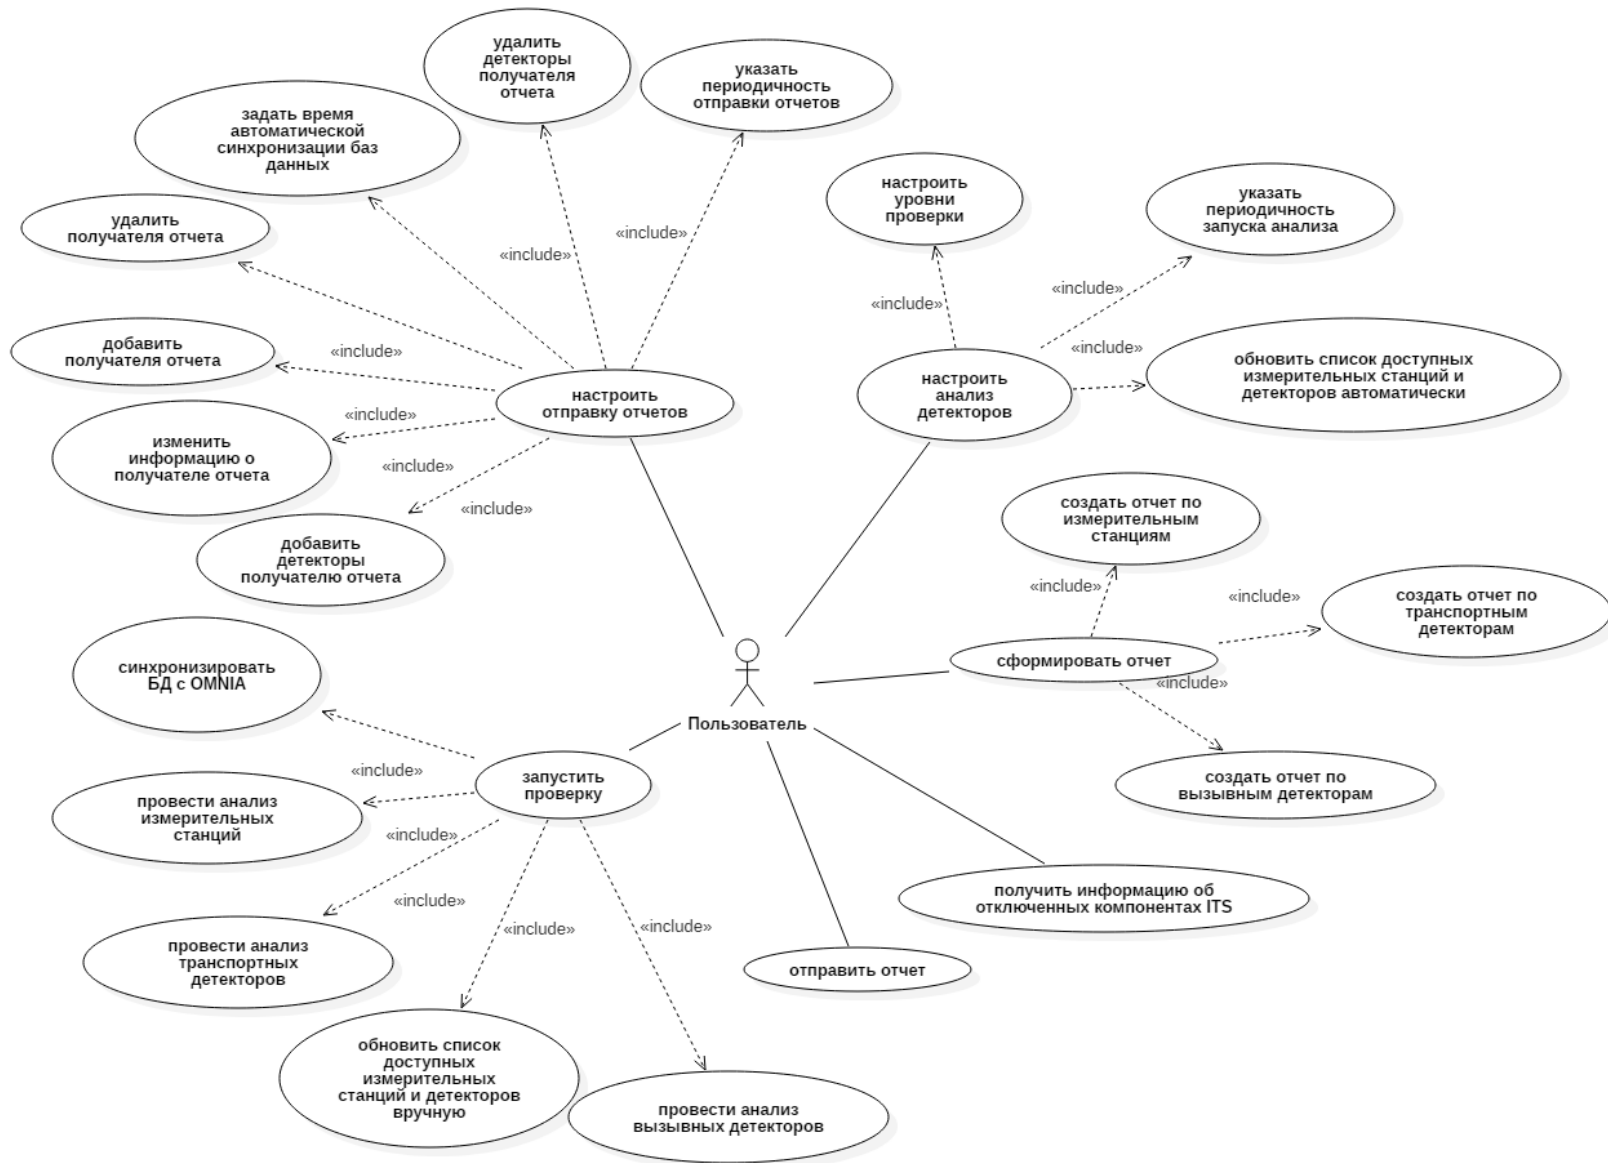 удалить
детекторы
получателя
отчета
указать
периодичность
отправки отчетов
задать время
автоматической
синхронизации баз
данных
настроить
уровни
проверки
указать
периодичность
запуска анализа
удалить
получателя отчета
«include»
«include»
«include»
«include»
добавить
получателя отчета
«include»
«include»
обновить список доступных
измерительных станций и
детекторов автоматически
настроить
отправку отчетов
настроить
анализ
детекторов
«include»
изменить
информацию о
получателе отчета
«include»
«include»
создать отчет по
измерительным
станциям
добавить
детекторы
получателю отчета
«include»
«include»
создать отчет по
транспортным
детекторам
синхронизировать
БД с OMNIA
сформировать отчет
«include»
Пользователь
«include»
запустить
проверку
создать отчет по
вызывным детекторам
провести анализ
измерительных
станций
«include»
«include»
получить информацию об
отключенных компонентах ITS
«include»
«include»
провести анализ
транспортных
детекторов
отправить отчет
обновить список
доступных
измерительных
станций и детекторов
вручную
провести анализ
вызывных детекторов